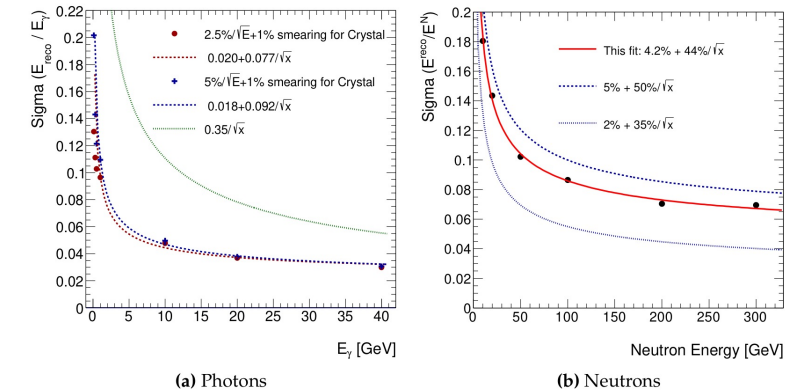 Sigma (E_reco / E_γ)
0.22
0.2
0.18
0.16
0.14
0.12
0.1
0.08
0.06
0.04
0.02
0
2.5%/√E+1% smearing for Crystal
0.020+0.077/√x
5%/√E+1% smearing for Crystal
0.018+0.092/√x
0.35/√x
0 5 10 15 20 25 30 35 40
E_γ [GeV]
(a) Photons
Sigma (E^reco/E^N)
0.2
0.18
0.16
0.14
0.12
0.1
0.08
0.06
0.04
0.02
0
This fit: 4.2% + 44%/√x
5% + 50%/√x
2% + 35%/√x
0 50 100 150 200 250 300
Neutron Energy [GeV]
(b) Neutrons